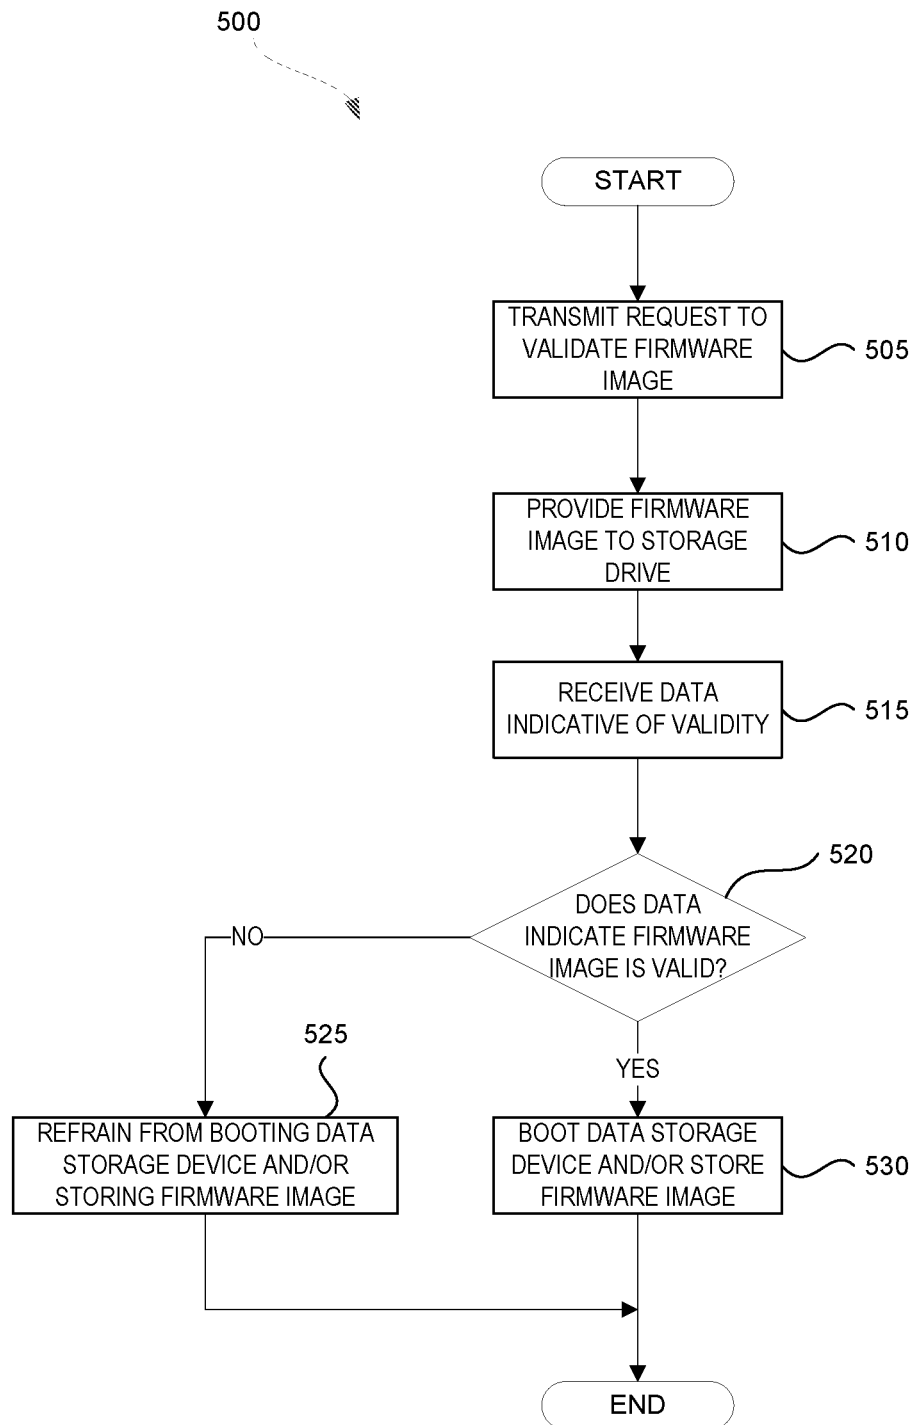 500
START
TRANSMIT REQUEST TO
VALIDATE FIRMWARE
IMAGE
505
PROVIDE FIRMWARE
IMAGE TO STORAGE
DRIVE
510
RECEIVE DATA
INDICATIVE OF VALIDITY
515
520
DOES DATA
INDICATE FIRMWARE
IMAGE IS VALID?
NO
YES
525
REFRAIN FROM BOOTING DATA
STORAGE DEVICE AND/OR
STORING FIRMWARE IMAGE
BOOT DATA STORAGE
DEVICE AND/OR STORE
FIRMWARE IMAGE
530
END